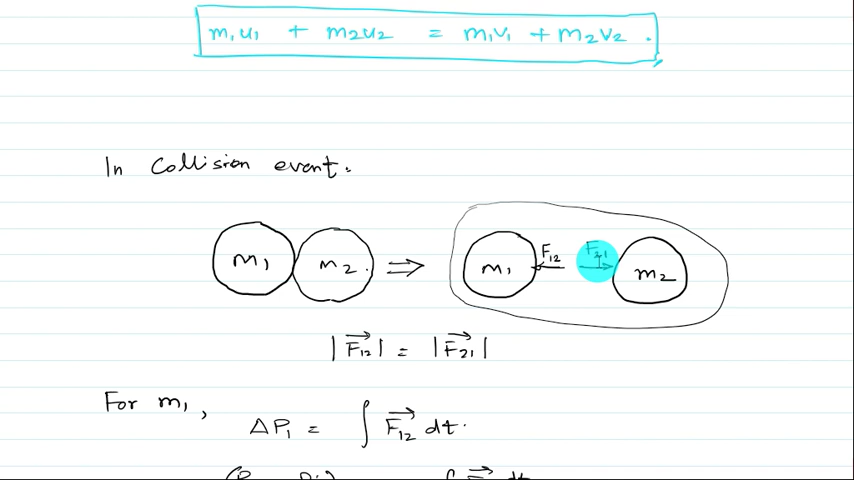 m₁u₁ + m₂u₂ = m₁v₁ + m₂v₂ .
In Collision event.
m₁ m₂ . ⇒ m₁ F₁₂ F₂₁ m₂
|F₁₂→| = |F₂₁→|
For m₁,
ΔP₁ = ∫ F₁₂→ dt.